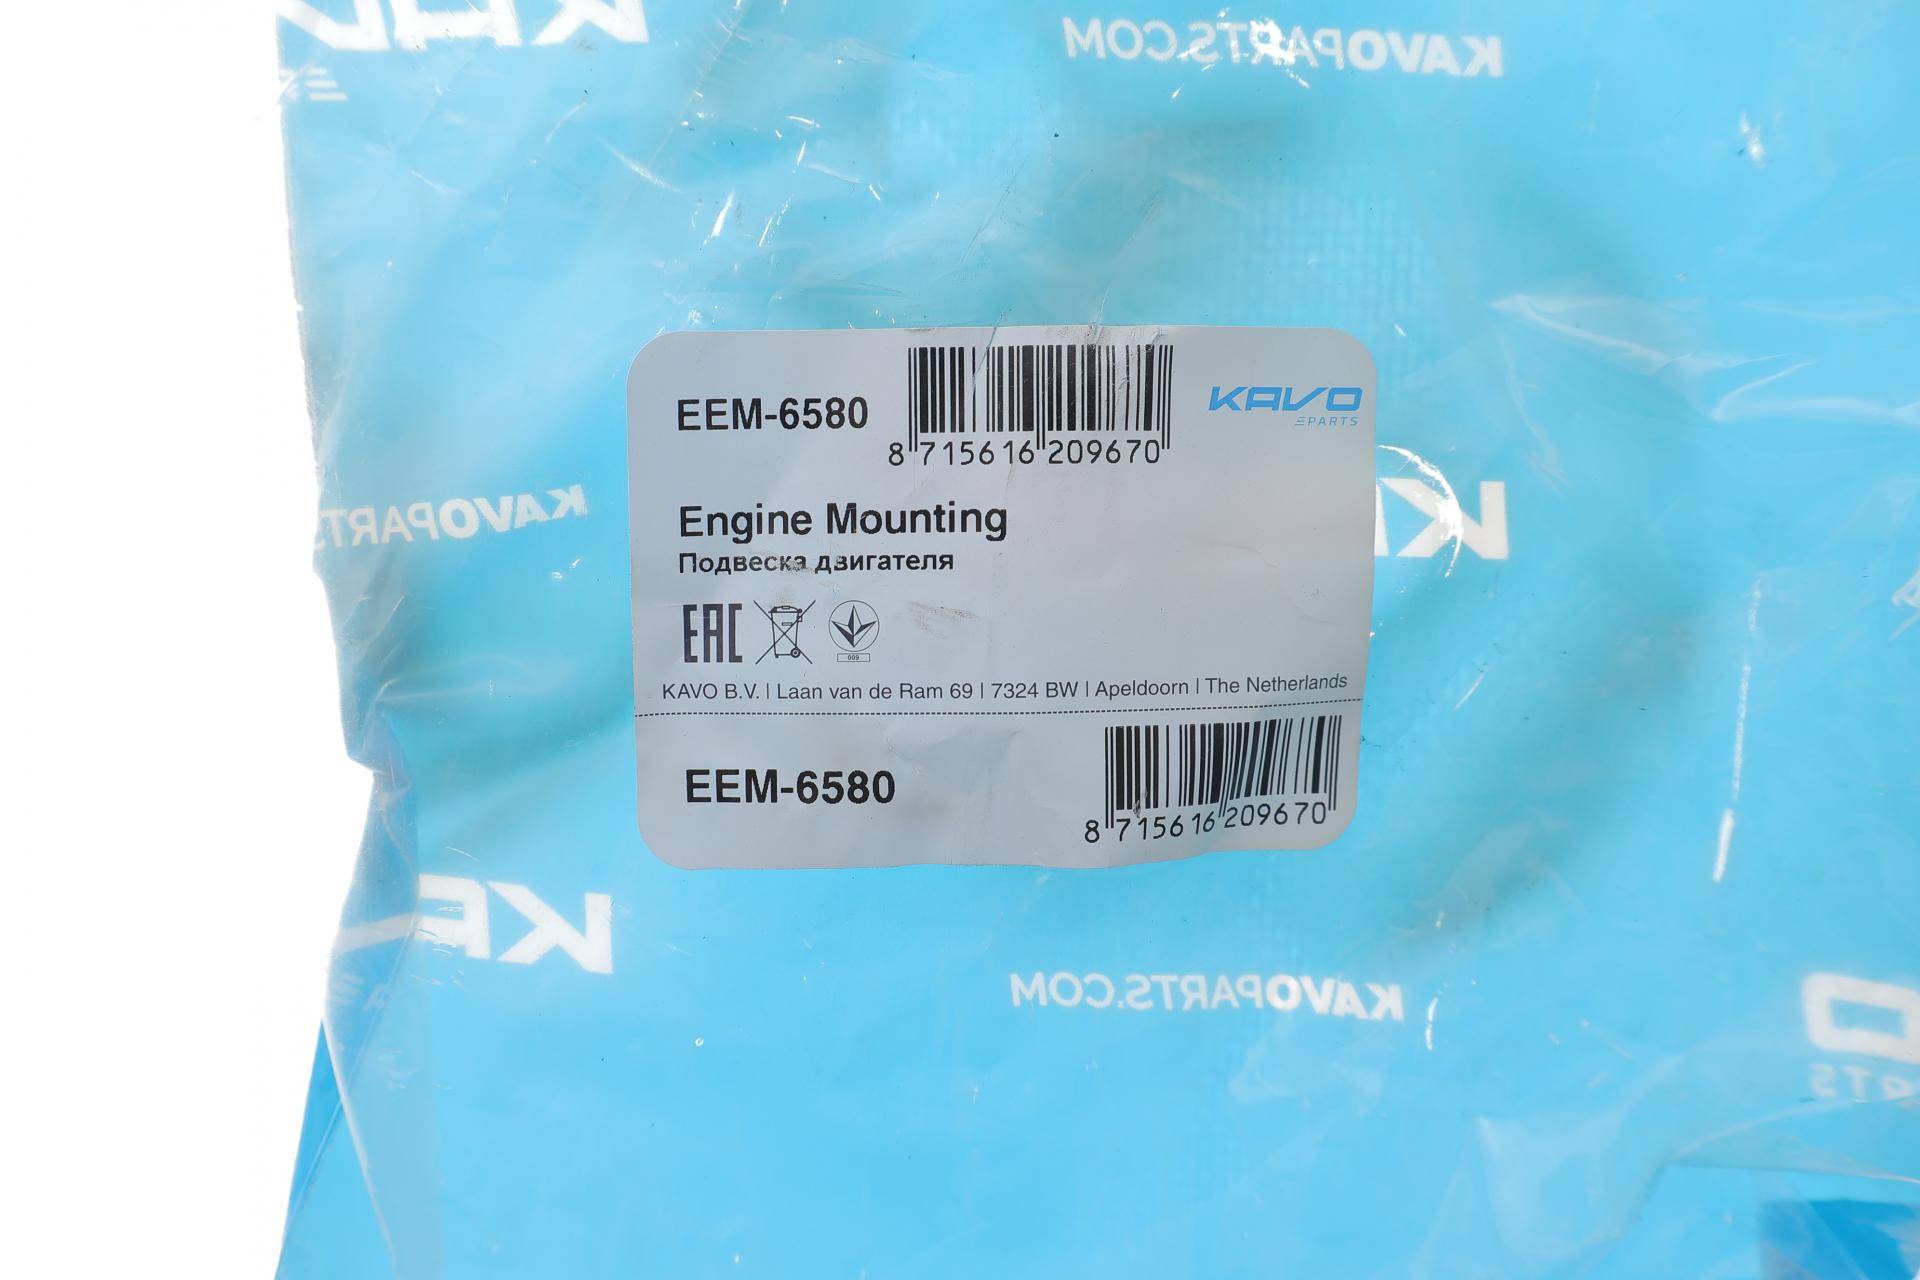 KAVOPARTS.COM
EEM-6580
8 715616 209670
KAVO
PARTS
Engine Mounting
Подвеска двигателя
EAC
009
KAVO B.V. | Laan van de Ram 69 | 7324 BW | Apeldoorn | The Netherlands
EEM-6580
8 715616 209670
KAVOPARTS
KAVOPARTS.COM